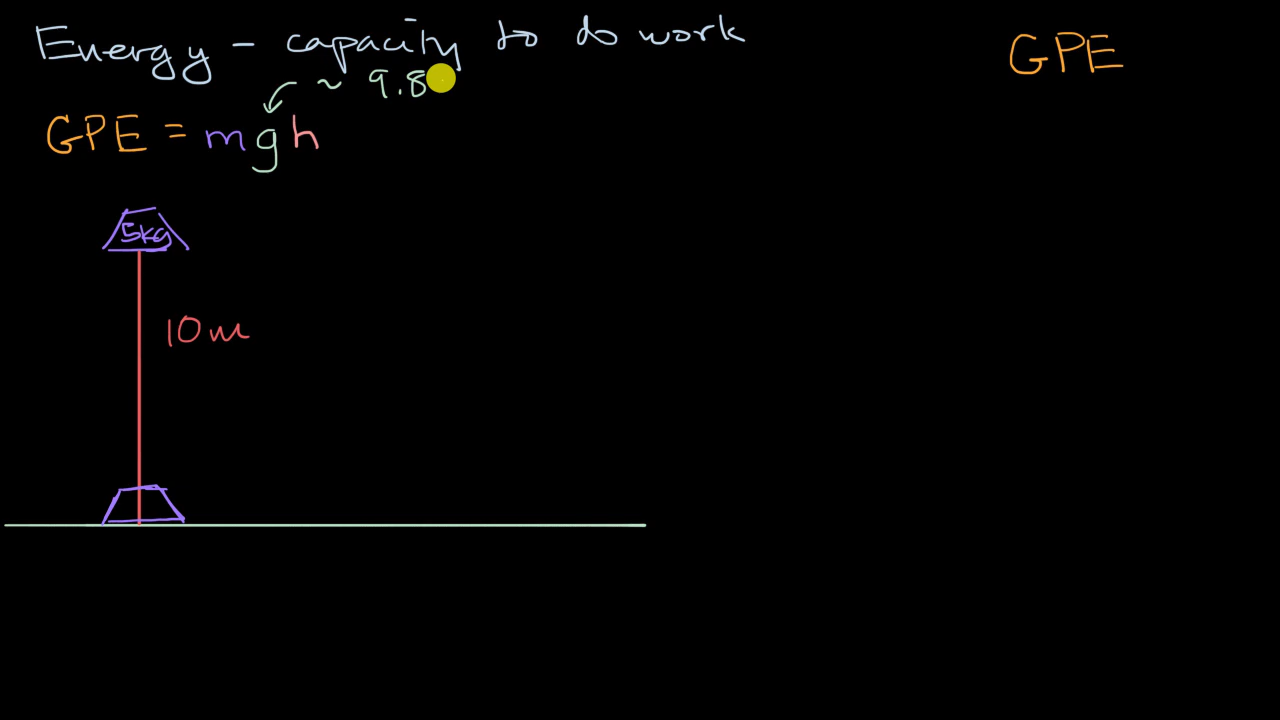 Energy - capacity to do work
GPE
~ 9.8
GPE = mgh
5kg
10m